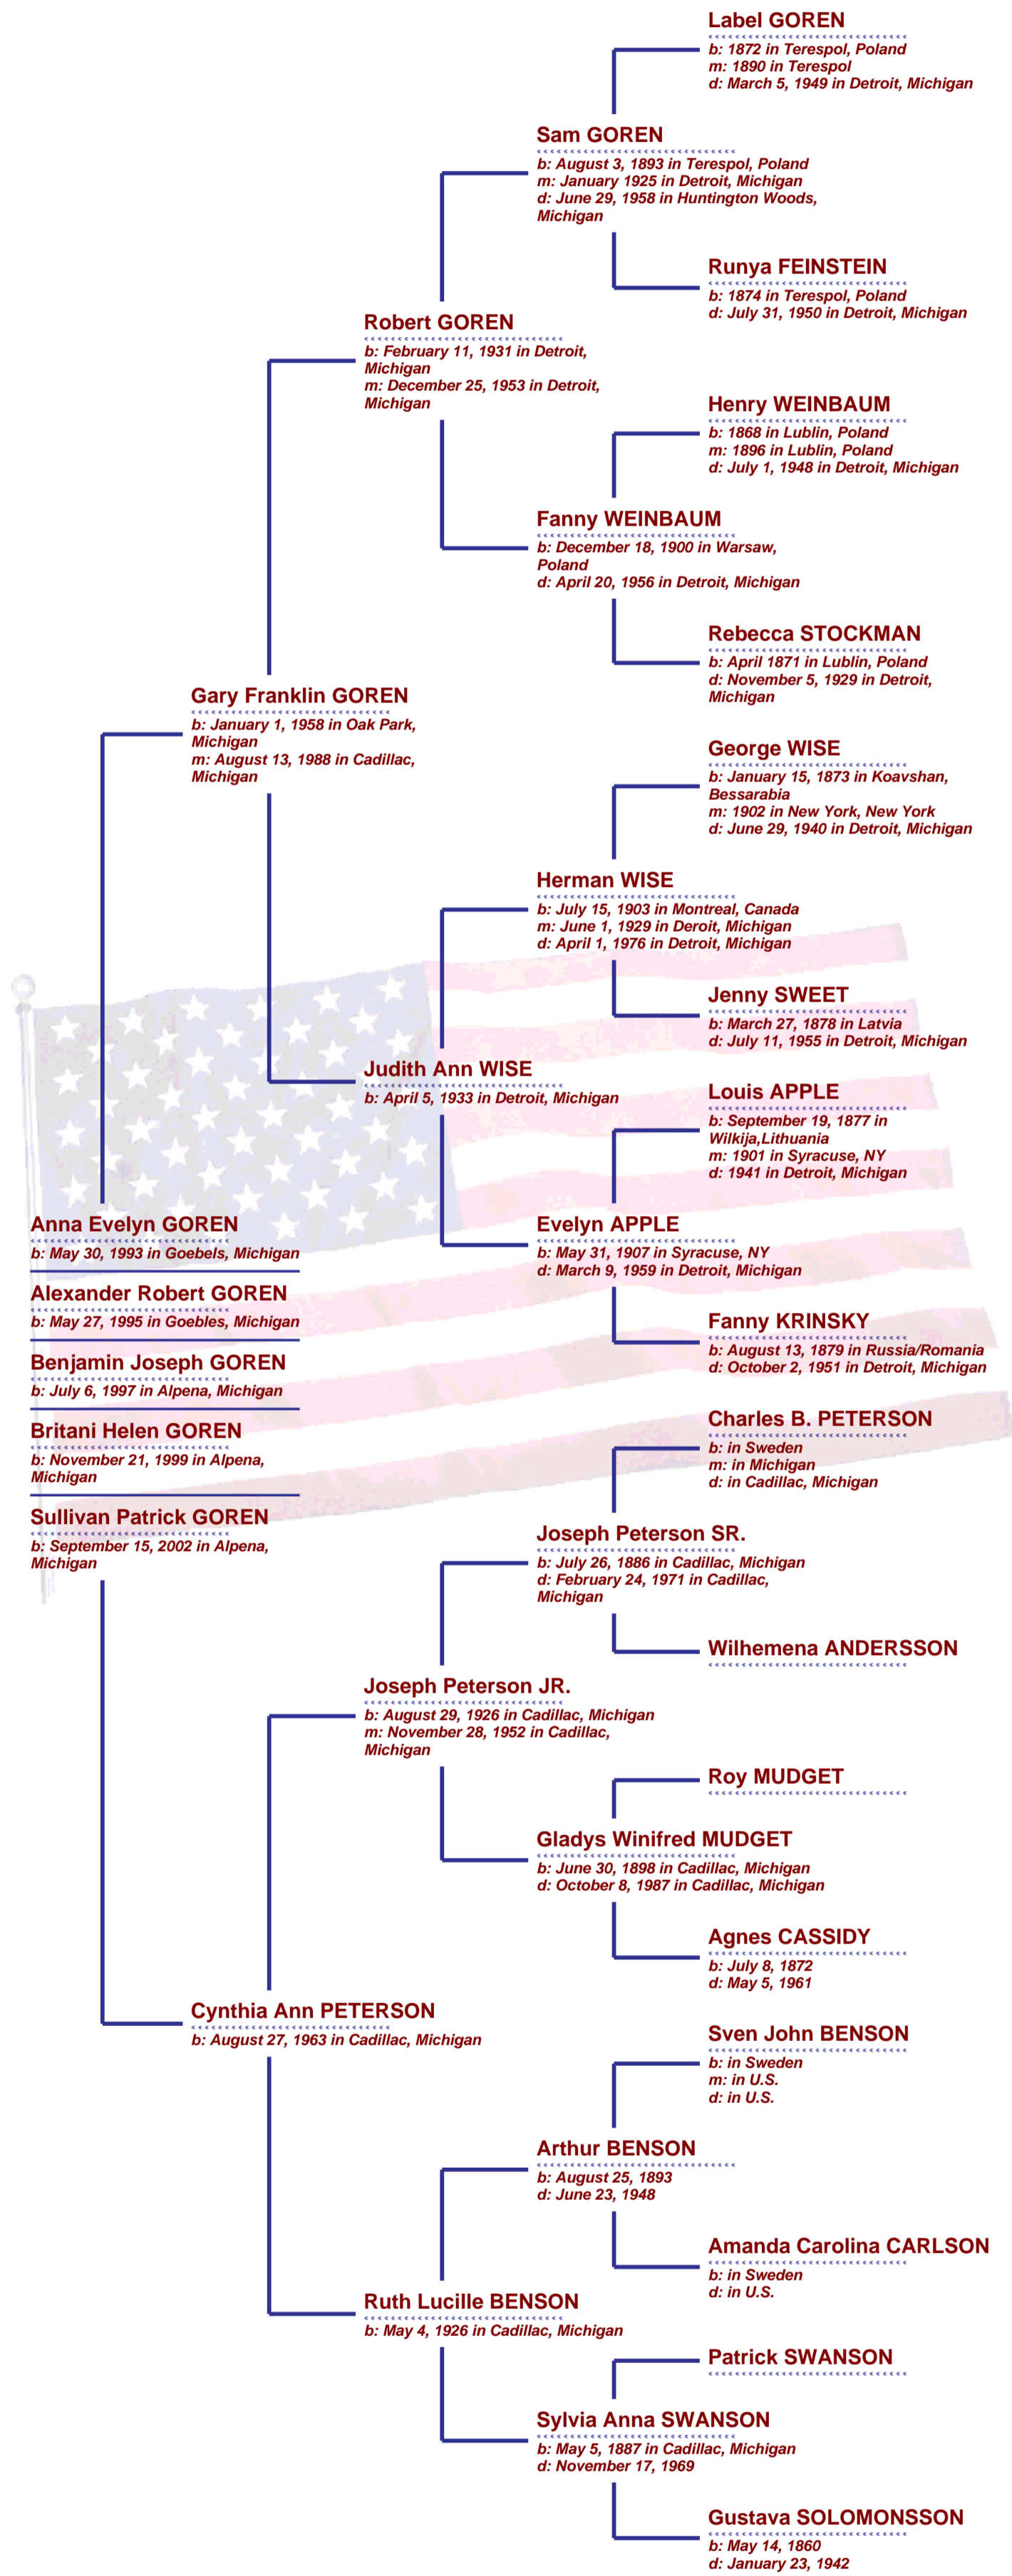 Label GOREN
b: 1872 in Terespol, Poland
m: 1890 in Terespol
d: March 5, 1949 in Detroit, Michigan
Sam GOREN
b: August 3, 1893 in Terespol, Poland
m: January 1925 in Detroit, Michigan
d: June 29, 1958 in Huntington Woods,
Michigan
Runya FEINSTEIN
b: 1874 in Terespol, Poland
d: July 31, 1950 in Detroit, Michigan
Robert GOREN
b: February 11, 1931 in Detroit,
Michigan
m: December 25, 1953 in Detroit,
Michigan
Henry WEINBAUM
b: 1868 in Lublin, Poland
m: 1896 in Lublin, Poland
d: July 1, 1948 in Detroit, Michigan
Fanny WEINBAUM
b: December 18, 1900 in Warsaw,
Poland
d: April 20, 1956 in Detroit, Michigan
Rebecca STOCKMAN
b: April 1871 in Lublin, Poland
d: November 5, 1929 in Detroit,
Michigan
Gary Franklin GOREN
b: January 1, 1958 in Oak Park,
Michigan
m: August 13, 1988 in Cadillac,
Michigan
George WISE
b: January 15, 1873 in Koavshan,
Bessarabia
m: 1902 in New York, New York
d: June 29, 1940 in Detroit, Michigan
Herman WISE
b: July 15, 1903 in Montreal, Canada
m: June 1, 1929 in Deroit, Michigan
d: April 1, 1976 in Detroit, Michigan
Jenny SWEET
b: March 27, 1878 in Latvia
d: July 11, 1955 in Detroit, Michigan
Judith Ann WISE
b: April 5, 1933 in Detroit, Michigan
Louis APPLE
b: September 19, 1877 in
Wilkija,Lithuania
m: 1901 in Syracuse, NY
d: 1941 in Detroit, Michigan
Evelyn APPLE
b: May 31, 1907 in Syracuse, NY
d: March 9, 1959 in Detroit, Michigan
Fanny KRINSKY
b: August 13, 1879 in Russia/Romania
d: October 2, 1951 in Detroit, Michigan
Anna Evelyn GOREN
b: May 30, 1993 in Goebels, Michigan
Alexander Robert GOREN
b: May 27, 1995 in Goebles, Michigan
Benjamin Joseph GOREN
b: July 6, 1997 in Alpena, Michigan
Britani Helen GOREN
b: November 21, 1999 in Alpena,
Michigan
Sullivan Patrick GOREN
b: September 15, 2002 in Alpena,
Michigan
Charles B. PETERSON
b: in Sweden
m: in Michigan
d: in Cadillac, Michigan
Joseph Peterson SR.
b: July 26, 1886 in Cadillac, Michigan
d: February 24, 1971 in Cadillac,
Michigan
Wilhemena ANDERSSON
Joseph Peterson JR.
b: August 29, 1926 in Cadillac, Michigan
m: November 28, 1952 in Cadillac,
Michigan
Roy MUDGET
Gladys Winifred MUDGET
b: June 30, 1898 in Cadillac, Michigan
d: October 8, 1987 in Cadillac, Michigan
Agnes CASSIDY
b: July 8, 1872
d: May 5, 1961
Cynthia Ann PETERSON
b: August 27, 1963 in Cadillac, Michigan
Sven John BENSON
b: in Sweden
m: in U.S.
d: in U.S.
Arthur BENSON
b: August 25, 1893
d: June 23, 1948
Amanda Carolina CARLSON
b: in Sweden
d: in U.S.
Ruth Lucille BENSON
b: May 4, 1926 in Cadillac, Michigan
Patrick SWANSON
Sylvia Anna SWANSON
b: May 5, 1887 in Cadillac, Michigan
d: November 17, 1969
Gustava SOLOMONSSON
b: May 14, 1860
d: January 23, 1942